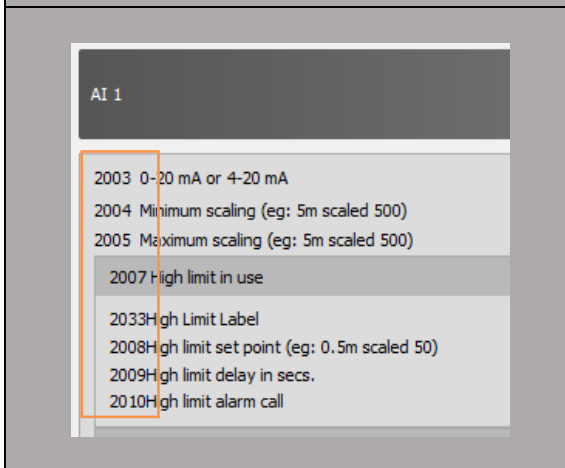 AI 1
2003 0-20 mA or 4-20 mA
2004 Minimum scaling (eg: 5m scaled 500)
2005 Maximum scaling (eg: 5m scaled 500)
2007 High limit in use
2033High Limit Label
2008High limit set point (eg: 0.5m scaled 50)
2009High limit delay in secs.
2010High limit alarm call